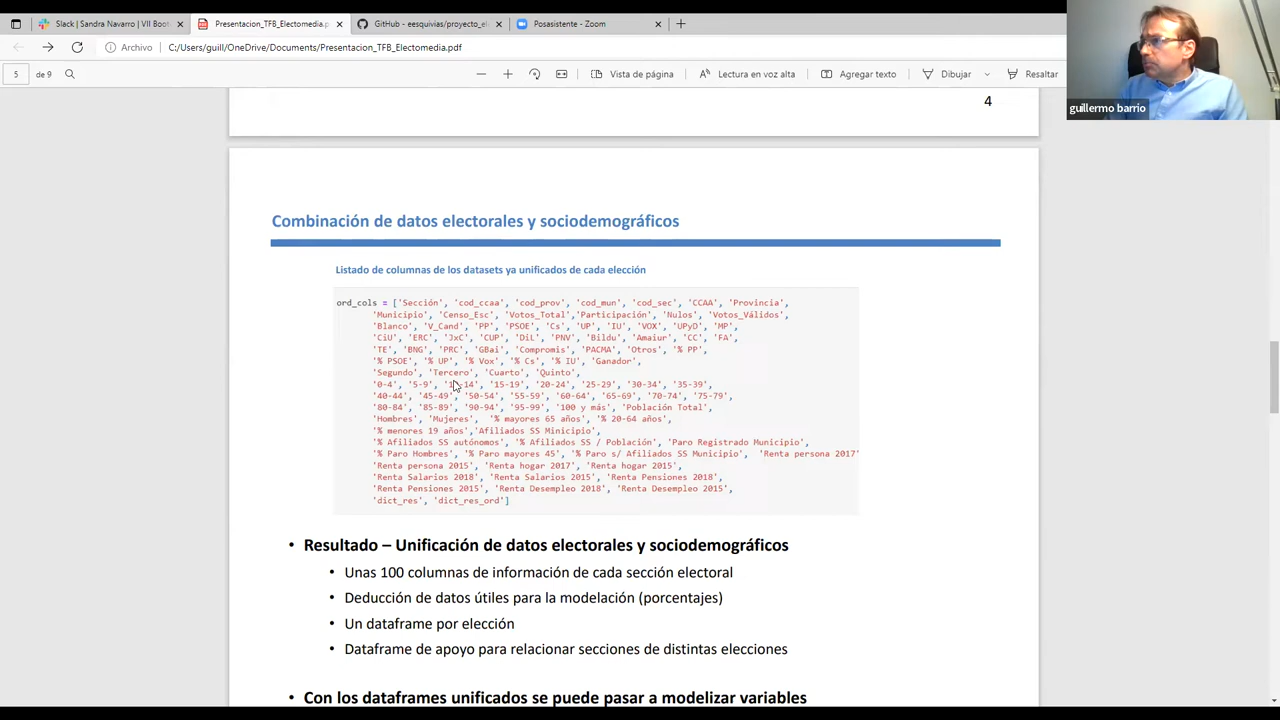 Slack | Sandra Navarro | VII Boo
Presentacion_TFB_Electomedia.p
GitHub - eesquivias/proyecto_el
Posasistente - Zoom
Archivo
C:/Users/guill/OneDrive/Documents/Presentacion_TFB_Electomedia.pdf
5 de 9
Vista de página
Lectura en voz alta
Agregar texto
Dibujar
Resaltar
guillermo barrio
4
Combinación de datos electorales y sociodemográficos
Listado de columnas de los datasets ya unificados de cada elección
ord_cols = ['Sección', 'cod_ccaa', 'cod_prov', 'cod_mun', 'cod_sec', 'CCAA', 'Provincia',
'Municipio', 'Censo_Esc', 'Votos_Total','Participación', 'Nulos', 'Votos_Válidos',
'Blanco', 'V_Cand', 'PP', 'PSOE', 'Cs', 'UP', 'IU', 'VOX', 'UPyD', 'MP',
'CiU', 'ERC', 'JxC', 'CUP', 'DiL', 'PNV', 'Bildu', 'Amaiur', 'CC', 'FA',
'TE', 'BNG', 'PRC', 'GBai', 'Compromis', 'PACMA', 'Otros', '% PP',
'% PSOE', '% UP', '% Vox', '% Cs', '% IU', 'Ganador',
'Segundo', 'Tercero', 'Cuarto', 'Quinto',
'0-4', '5-9', '10-14', '15-19', '20-24', '25-29', '30-34', '35-39',
'40-44', '45-49', '50-54', '55-59', '60-64', '65-69', '70-74', '75-79',
'80-84', '85-89', '90-94', '95-99', '100 y más', 'Población Total',
'Hombres', 'Mujeres', '% mayores 65 años', '% 20-64 años',
'% menores 19 años','Afiliados SS Minicipio',
'% Afiliados SS autónomos', '% Afiliados SS / Población', 'Paro Registrado Municipio',
'% Paro Hombres', '% Paro mayores 45', '% Paro s/ Afiliados SS Municipio', 'Renta persona 2017'
'Renta persona 2015', 'Renta hogar 2017', 'Renta hogar 2015',
'Renta Salarios 2018', 'Renta Salarios 2015', 'Renta Pensiones 2018',
'Renta Pensiones 2015', 'Renta Desempleo 2018', 'Renta Desempleo 2015',
'dict_res', 'dict_res_ord']
• Resultado – Unificación de datos electorales y sociodemográficos
• Unas 100 columnas de información de cada sección electoral
• Deducción de datos útiles para la modelación (porcentajes)
• Un dataframe por elección
• Dataframe de apoyo para relacionar secciones de distintas elecciones
• Con los dataframes unificados se puede pasar a modelizar variables